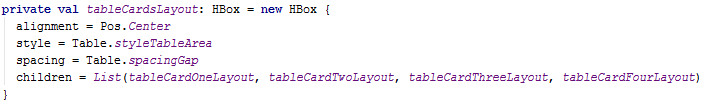 private val tableCardsLayout: HBox = new HBox {
  alignment = Pos.Center
  style = Table.styleTableArea
  spacing = Table.spacingGap
  children = List(tableCardOneLayout, tableCardTwoLayout, tableCardThreeLayout, tableCardFourLayout)
}